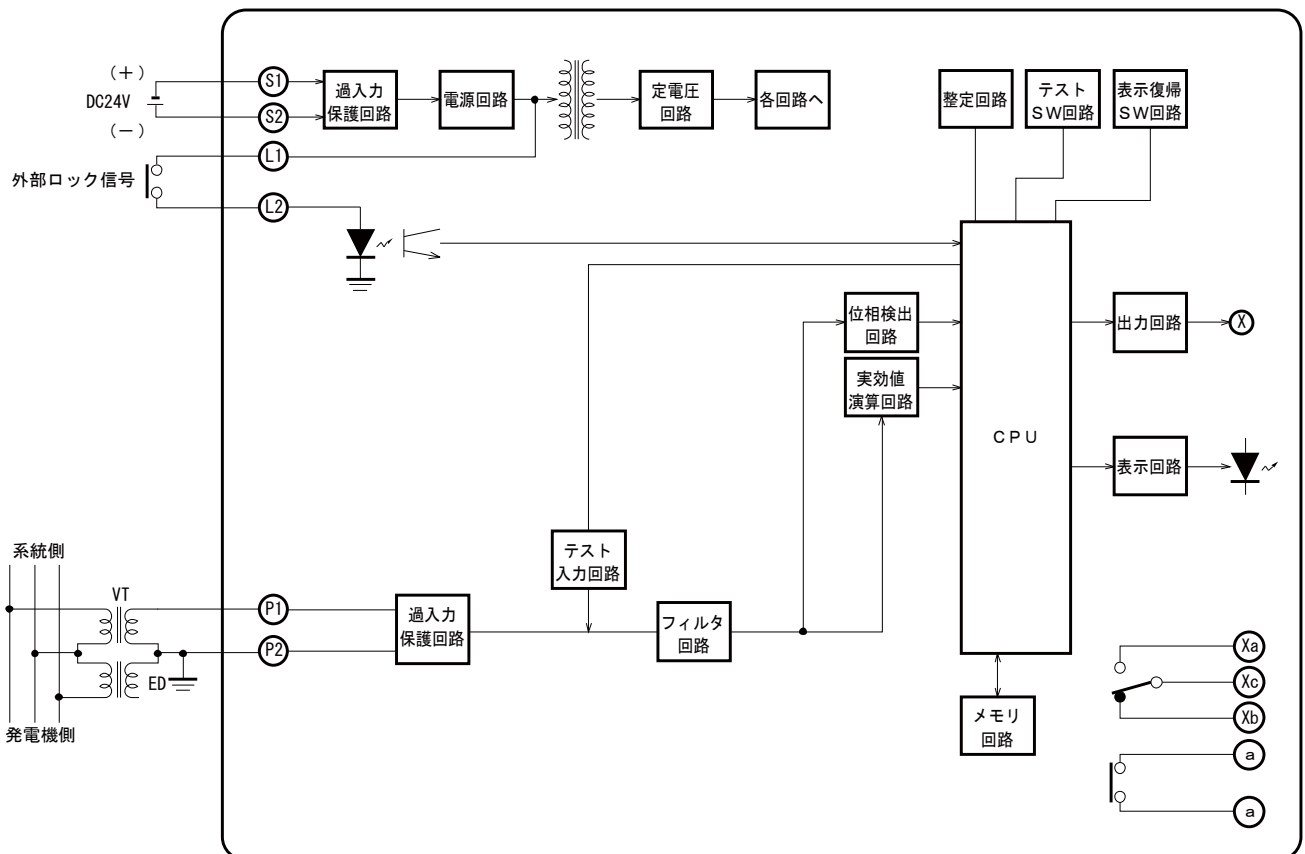 (+)
DC24V
(−)
S1
S2
過入力
保護回路
電源回路
定電圧
回路
各回路へ
整定回路
テスト
SW回路
表示復帰
SW回路
L1
外部ロック信号
L2
位相検出
回路
実効値
演算回路
CPU
出力回路
X
表示回路
テスト
入力回路
系統側
VT
P1
P2
ED
発電機側
過入力
保護回路
フィルタ
回路
メモリ
回路
Xa
Xc
Xb
a
a